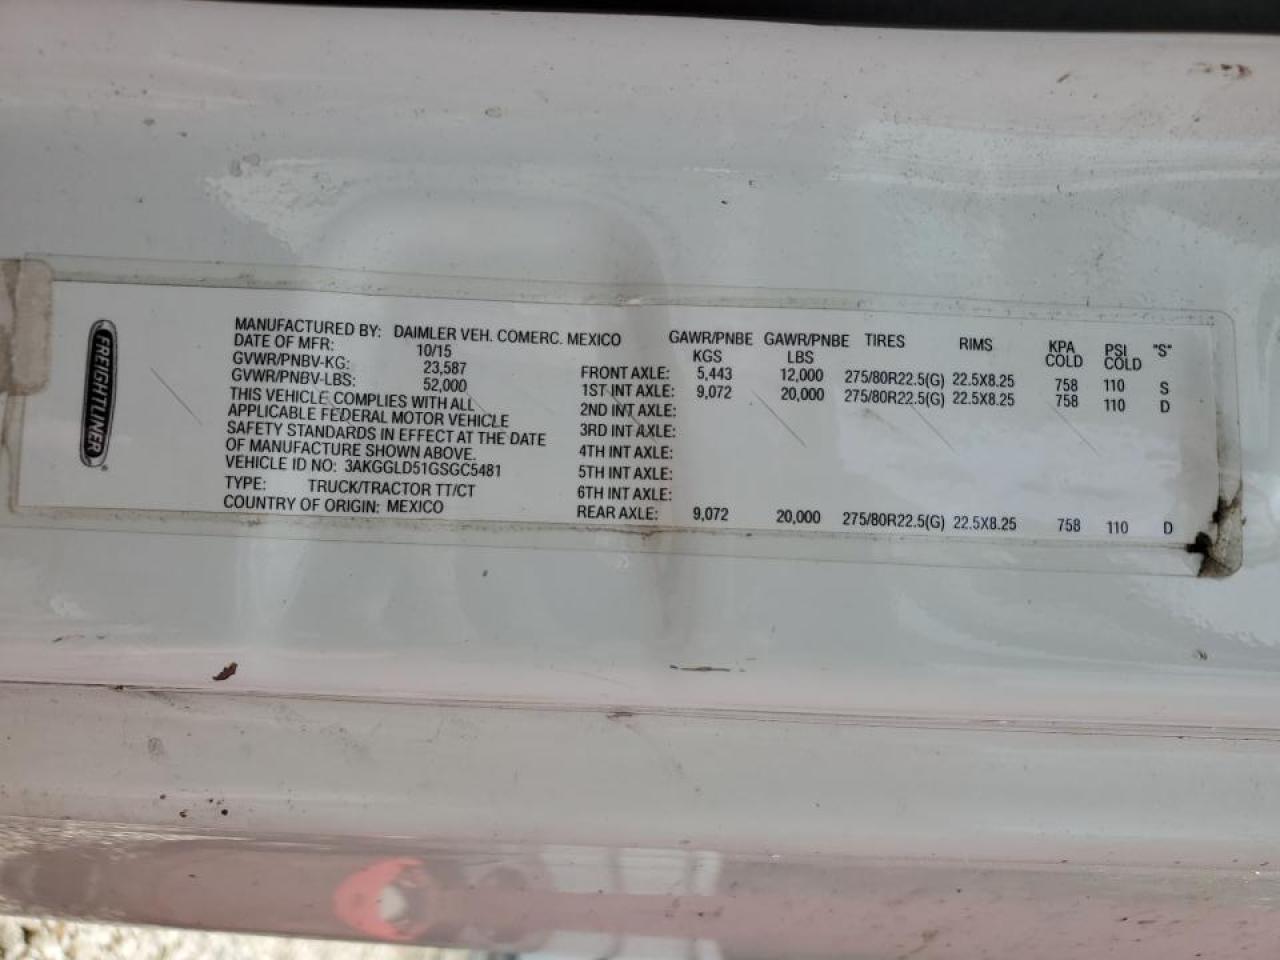 FREIGHTLINER
MANUFACTURED BY: DAIMLER VEH. COMERC. MEXICO
DATE OF MFR: 10/15
GVWR/PNBV-KG: 23,587
GVWR/PNBV-LBS: 52,000
THIS VEHICLE COMPLIES WITH ALL
APPLICABLE FEDERAL MOTOR VEHICLE
SAFETY STANDARDS IN EFFECT AT THE DATE
OF MANUFACTURE SHOWN ABOVE.
VEHICLE ID NO: 3AKGGLD51GSGC5481
TYPE: TRUCK/TRACTOR TT/CT
COUNTRY OF ORIGIN: MEXICO
GAWR/PNBE KGS GAWR/PNBE LBS TIRES RIMS KPA COLD PSI COLD "S"
FRONT AXLE: 5,443 12,000 275/80R22.5(G) 22.5X8.25 758 110 S
1ST INT AXLE: 9,072 20,000 275/80R22.5(G) 22.5X8.25 758 110 D
2ND INT AXLE:
3RD INT AXLE:
4TH INT AXLE:
5TH INT AXLE:
6TH INT AXLE:
REAR AXLE: 9,072 20,000 275/80R22.5(G) 22.5X8.25 758 110 D